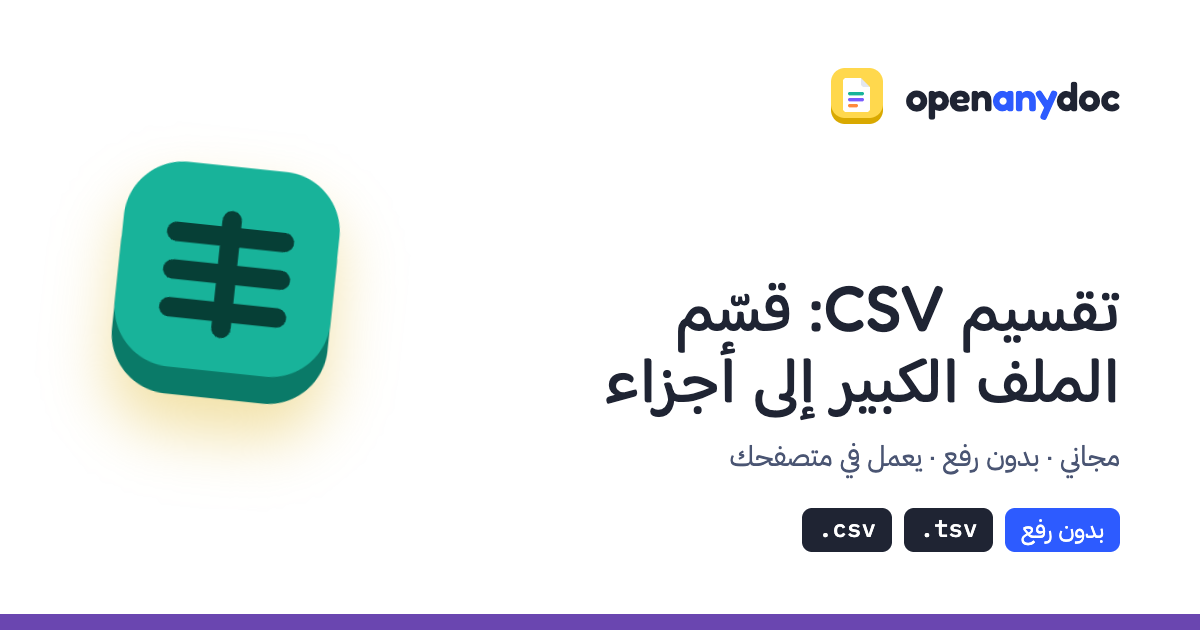 openanydoc
تقسيم CSV: قسّم
الملف الكبير إلى أجزاء
مجاني · بدون رفع · يعمل في متصفحك
بدون رفع .tsv .csv